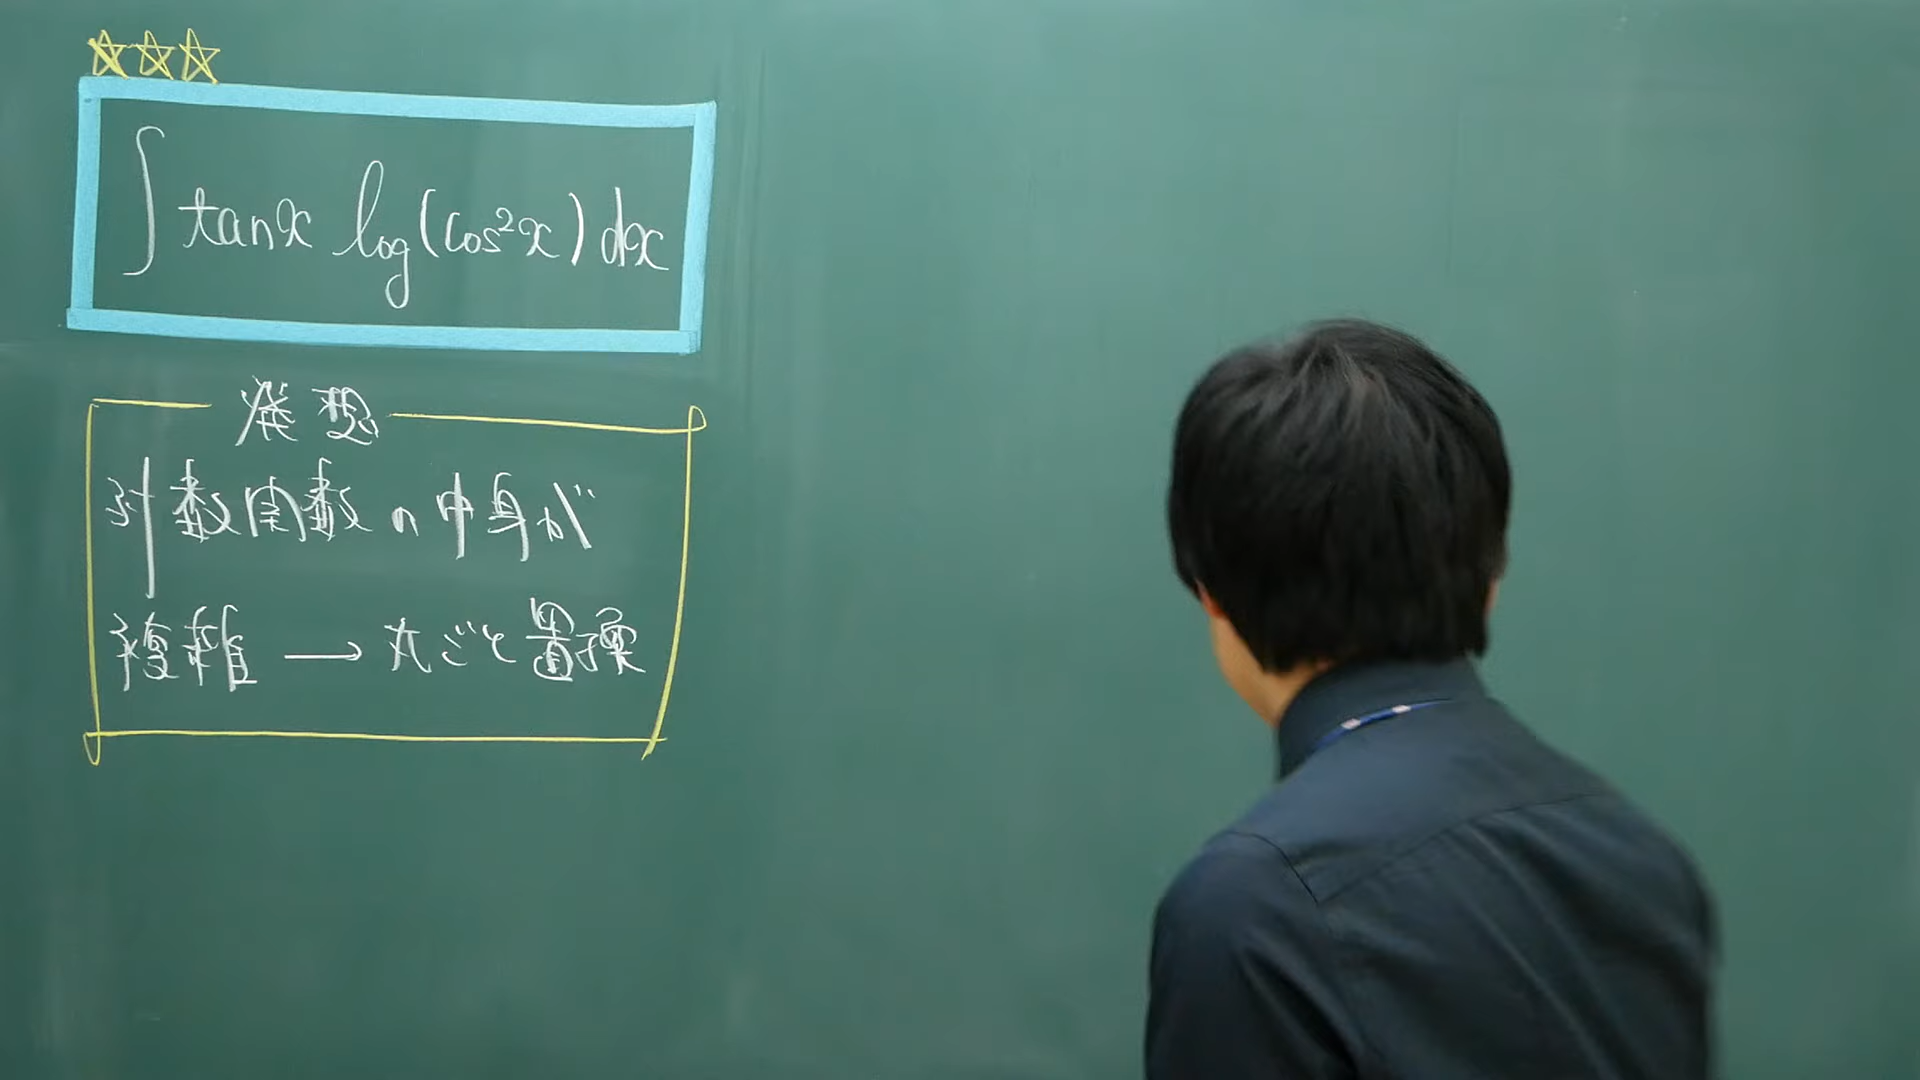 ∫ tanx log(cos²x) dx
発想
対数関数の中身が
複雑 → 丸ごと置換